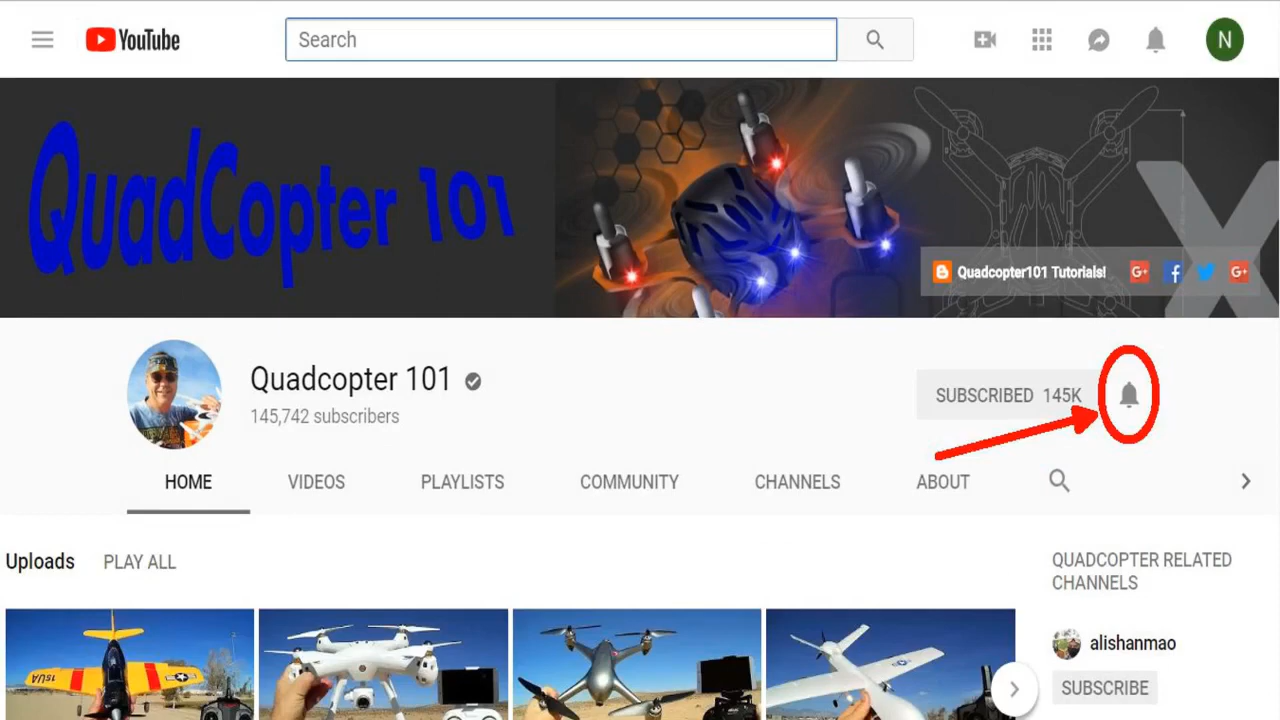 YouTube
Search
N
QuadCopter 101
X
Quadcopter101 Tutorials!
Quadcopter 101
145,742 subscribers
SUBSCRIBED 145K
HOME VIDEOS PLAYLISTS COMMUNITY CHANNELS ABOUT
Uploads PLAY ALL
QUADCOPTER RELATED
CHANNELS
alishanmao
SUBSCRIBE